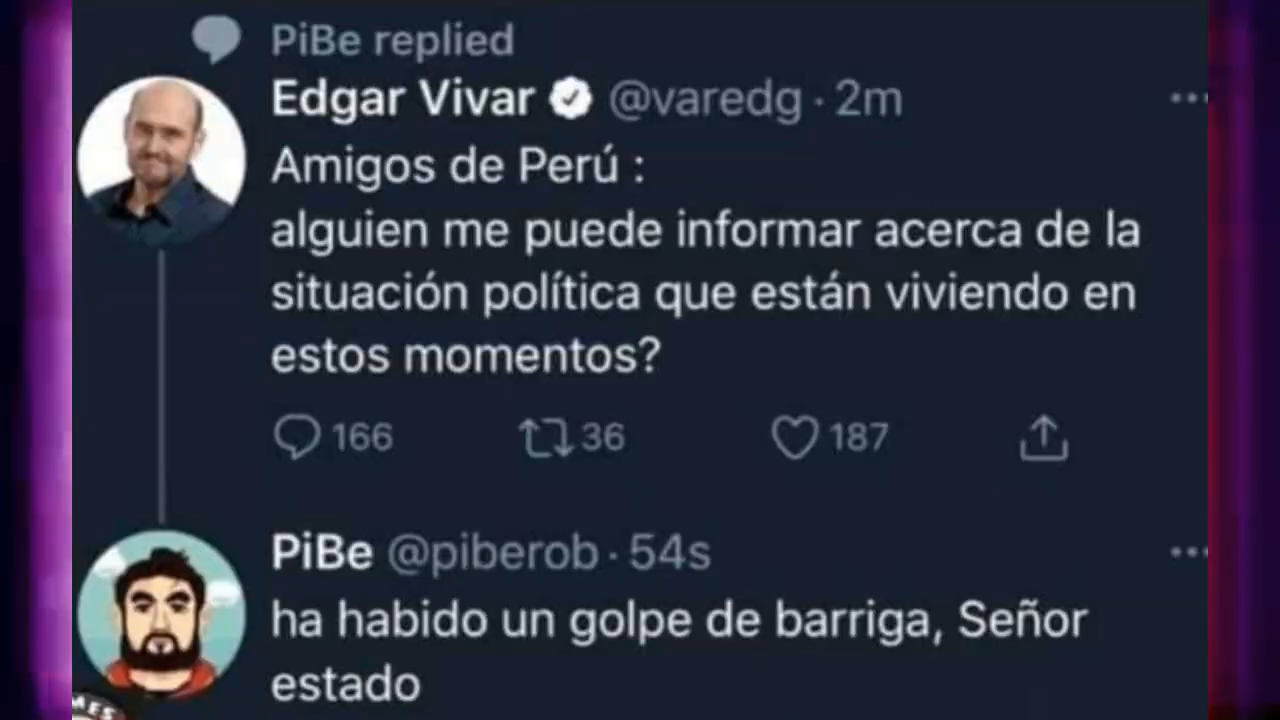 PiBe replied
Edgar Vivar @varedg · 2m
Amigos de Perú :
alguien me puede informar acerca de la
situación política que están viviendo en
estos momentos?
166 36 187
PiBe @piberob · 54s
ha habido un golpe de barriga, Señor
estado